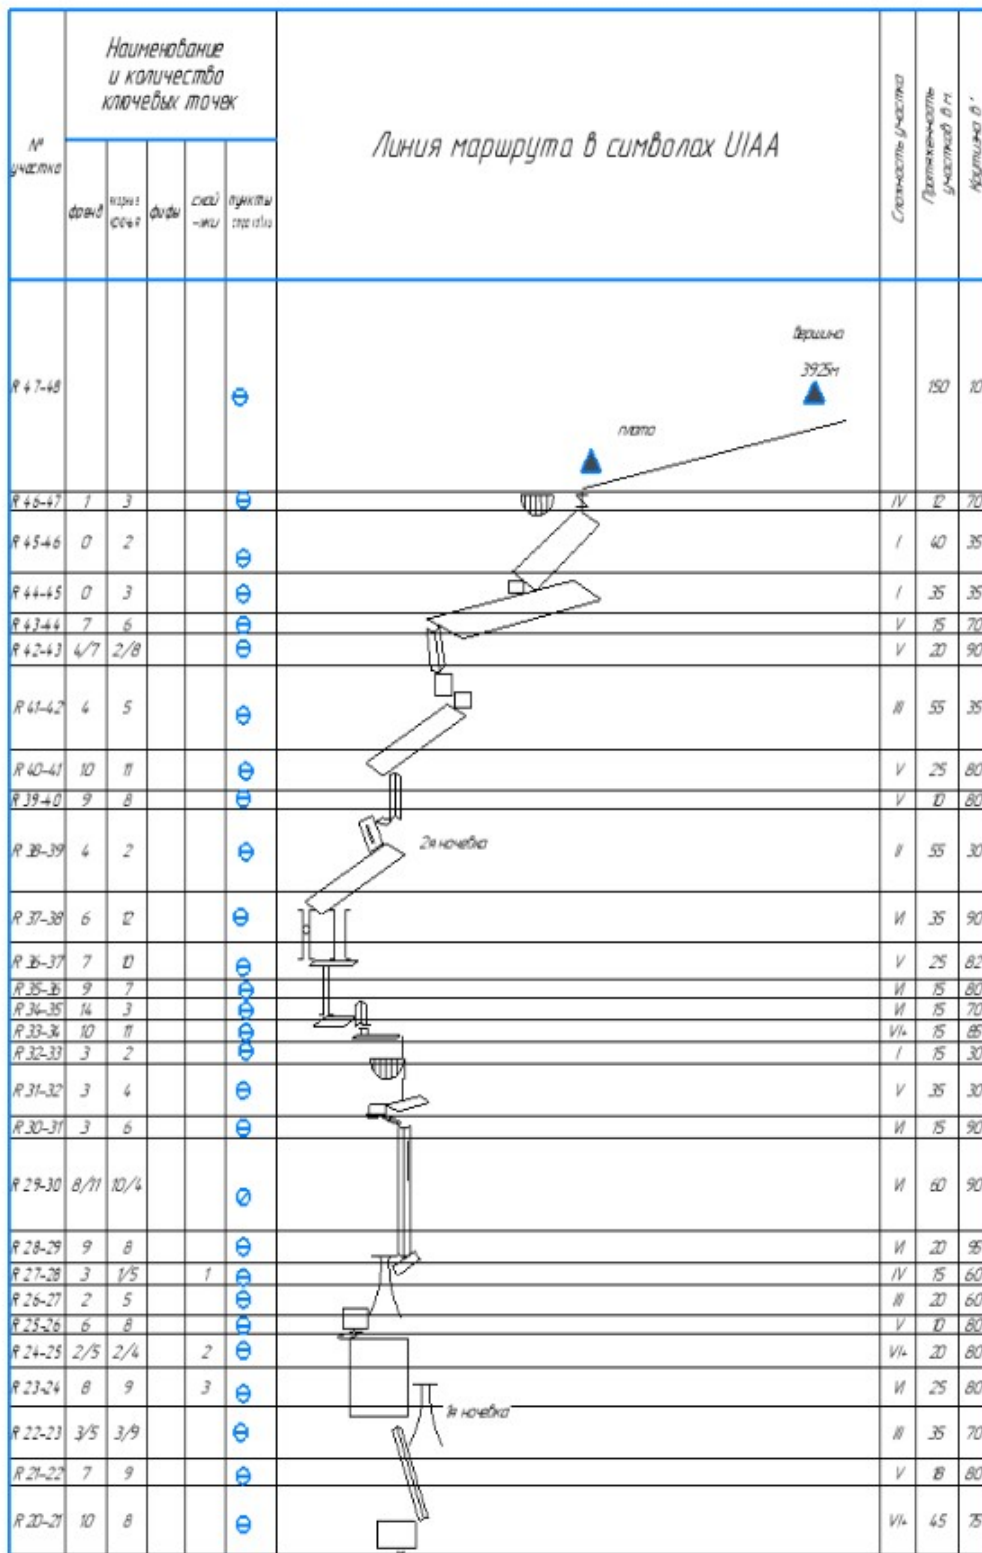 № участка
Наименование
и количество
ключевых точек
френд
фифы
скай
-хуки
пункты
Линия маршрута в символах UIAA
Сложность участка
Протяженность
участков в м.
Крутизна в °
Вершина
3925м
плато
R 47-48 150 10
R 46-47 1 3 IV 12 70
R 45-46 0 2 I 40 35
R 44-45 0 3 I 35 35
R 43-44 7 6 V 15 70
R 42-43 4/7 2/8 V 20 90
R 41-42 4 5 III 55 35
R 40-41 10 11 V 25 80
R 39-40 9 8 V 10 80
R 38-39 4 2 2я ночевка II 55 30
R 37-38 6 12 VI 35 90
R 36-37 7 10 V 25 82
R 35-36 9 7 VI 15 80
R 34-35 14 3 VI 15 70
R 33-34 10 11 VI+ 15 85
R 32-33 3 2 I 15 30
R 31-32 3 4 V 35 30
R 30-31 3 6 VI 15 90
R 29-30 8/11 10/4 VI 60 90
R 28-29 9 8 VI 20 95
R 27-28 3 1/5 1 IV 15 60
R 26-27 2 5 III 20 60
R 25-26 6 8 V 10 80
R 24-25 2/5 2/4 2 VI+ 20 80
R 23-24 8 9 3 VI 25 80
1я ночевка
R 22-23 3/5 3/9 III 35 70
R 21-22 7 9 V 18 80
R 20-21 10 8 VI+ 45 75